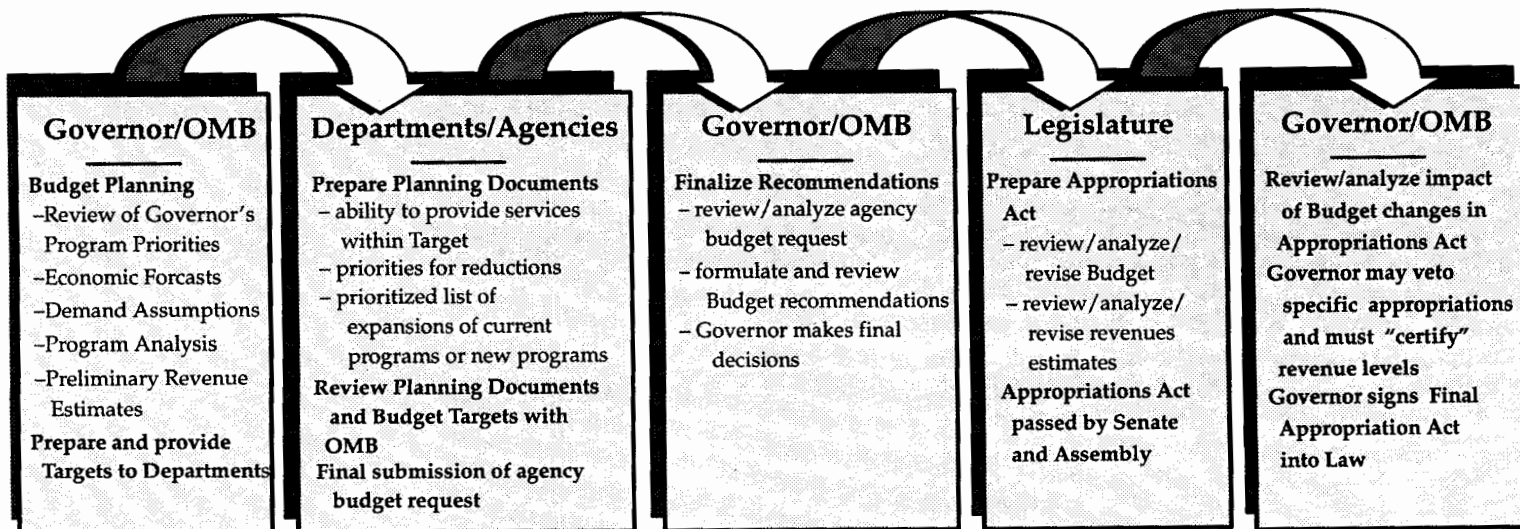 Governor/OMB
Budget Planning
–Review of Governor's
Program Priorities
–Economic Forcasts
–Demand Assumptions
–Program Analysis
–Preliminary Revenue
Estimates
Prepare and provide
Targets to Departments
Departments/Agencies
Prepare Planning Documents
– ability to provide services
within Target
– priorities for reductions
– prioritized list of
expansions of current
programs or new programs
Review Planning Documents
and Budget Targets with
OMB
Final submission of agency
budget request
Governor/OMB
Finalize Recommendations
– review/analyze agency
budget request
– formulate and review
Budget recommendations
– Governor makes final
decisions
Legislature
Prepare Appropriations
Act
– review/analyze/
revise Budget
– review/analyze/
revise revenues
estimates
Appropriations Act
passed by Senate
and Assembly
Governor/OMB
Review/analyze impact
of Budget changes in
Appropriations Act
Governor may veto
specific appropriations
and must "certify"
revenue levels
Governor signs Final
Appropriation Act
into Law